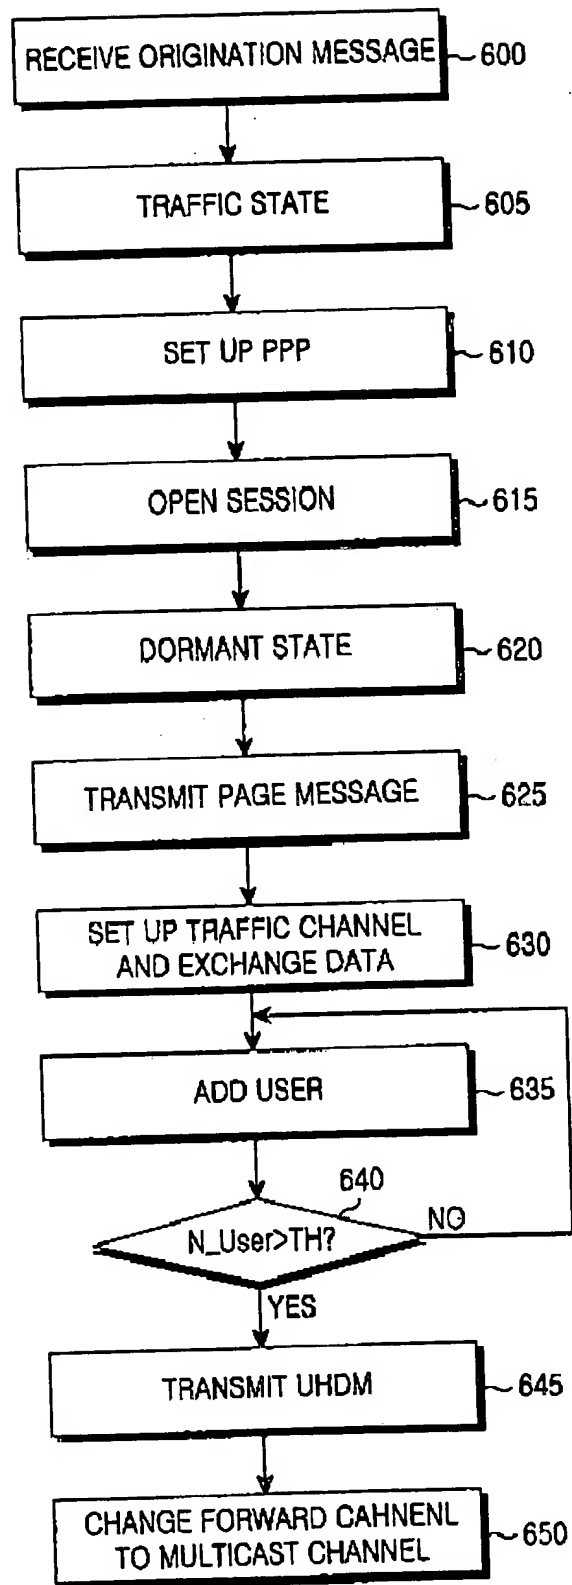 RECEIVE ORIGINATION MESSAGE 600
TRAFFIC STATE 605
SET UP PPP 610
OPEN SESSION 615
DORMANT STATE 620
TRANSMIT PAGE MESSAGE 625
SET UP TRAFFIC CHANNEL
AND EXCHANGE DATA 630
ADD USER 635
640
N_User>TH? NO
YES
TRANSMIT UHDM 645
CHANGE FORWARD CAHNENL
TO MULTICAST CHANNEL 650